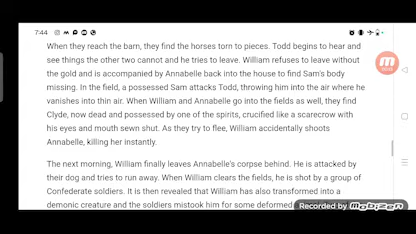 7:44
When they reach the barn, they find the horses torn to pieces. Todd begins to hear and
see things the other two cannot and he tries to leave. William refuses to leave without
the gold and is accompanied by Annabelle back into the house to find Sam's body
missing. In the field, a possessed Sam attacks Todd, throwing him into the air where he
vanishes into thin air. When William and Annabelle go into the fields as well, they find
Clyde, now dead and possessed by one of the spirits, crucified like a scarecrow with
his eyes and mouth sewn shut. As they try to flee, William accidentally shoots
Annabelle, killing her instantly.
The next morning, William finally leaves Annabelle's corpse behind. He is attacked by
their dog and tries to run away. When William clears the fields, he is shot by a group of
Confederate soldiers. It is then revealed that William has also transformed into a
demonic creature and the soldiers mistook him for some deformed
Recorded by Mobizen